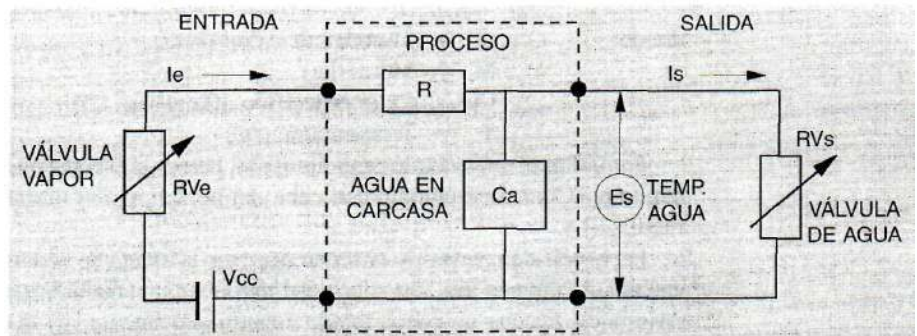 ENTRADA
PROCESO
SALIDA
Ie
R
Is
VÁLVULA
VAPOR
RVe
AGUA EN
CARCASA
Ca
Es
TEMP.
AGUA
RVs
VÁLVULA
DE AGUA
Vcc